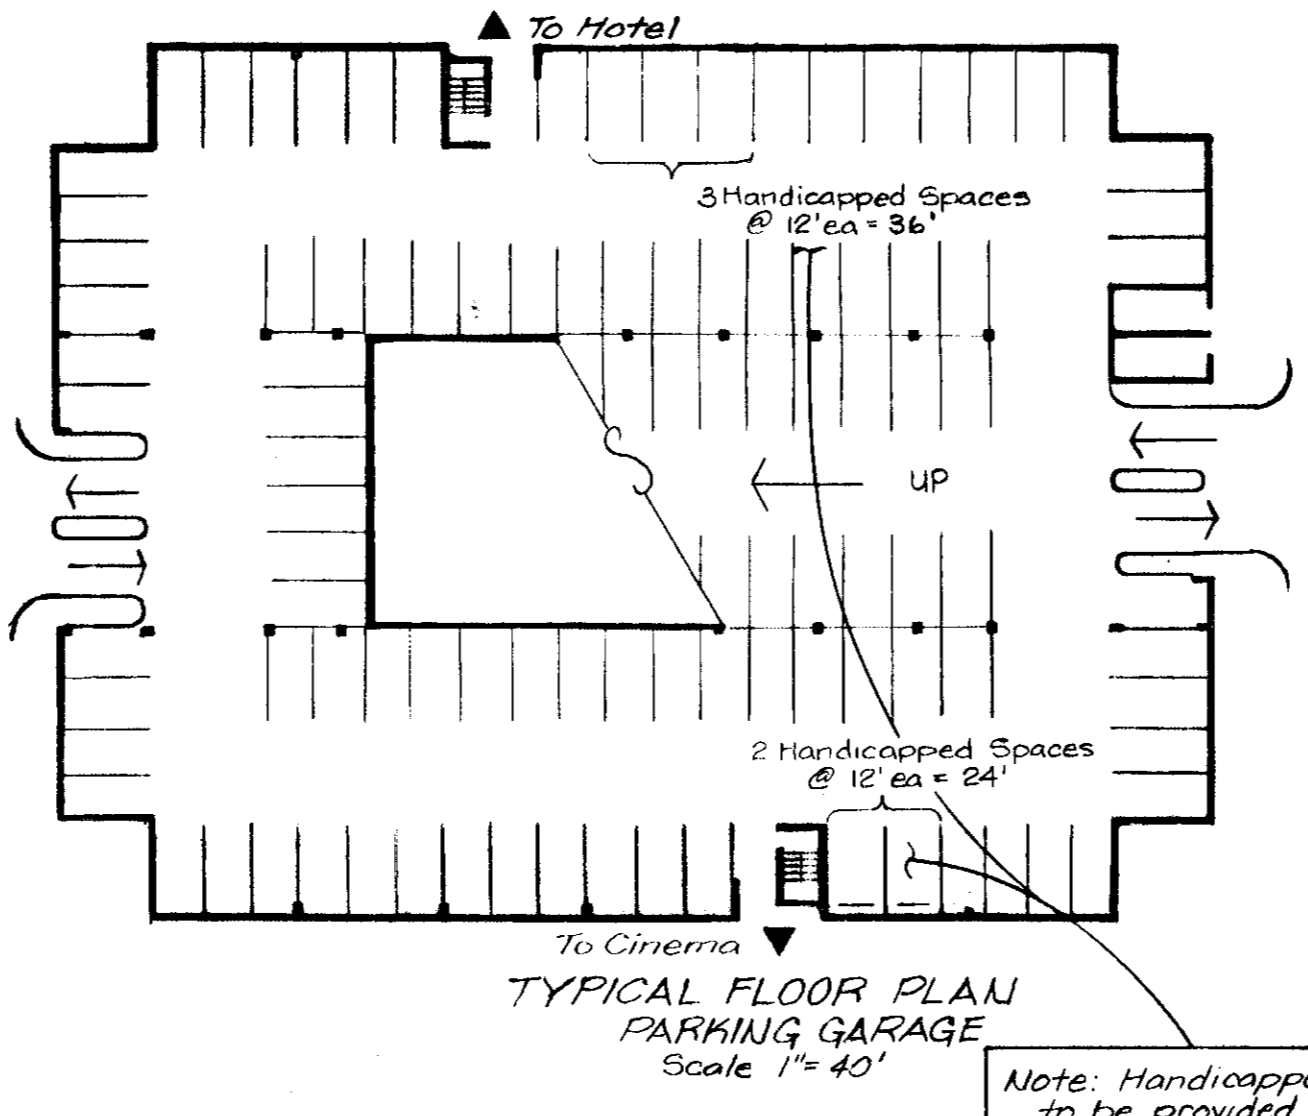 To Hotel
3 Handicapped Spaces
@ 12' ea = 36'
UP
2 Handicapped Spaces
@ 12' ea = 24'
To Cinema
TYPICAL FLOOR PLAN
PARKING GARAGE
Scale 1"= 40'
Note: Handicapp
to be provided